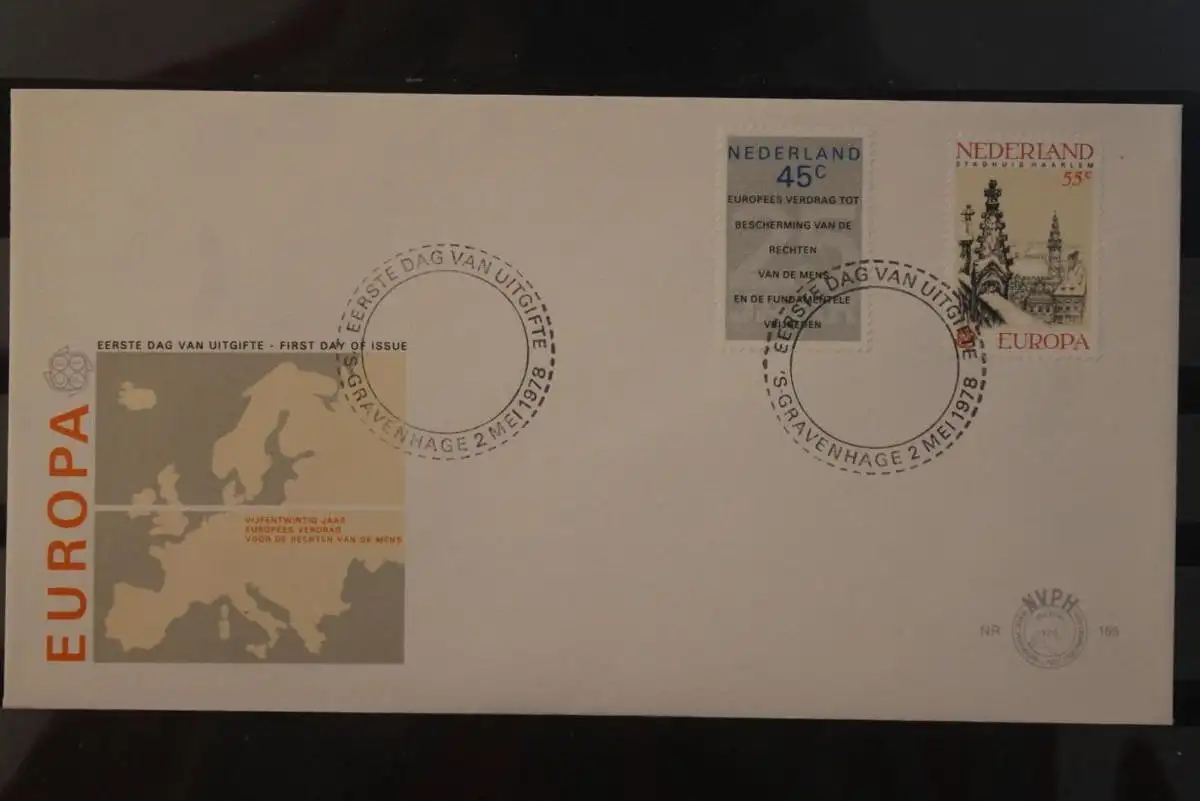 NEDERLAND
45c
EUROPEES VERDRAG TOT
BESCHERMING VAN DE
RECHTEN
VAN DE MENS
EN DE FUNDAMENTELE
VRIJHEDEN
NEDERLAND
STADHUIS HAARLEM
55c
EUROPA
EERSTE DAG VAN UITGIFTE
'S-GRAVENHAGE 2 MEI 1978
EERSTE DAG VAN UITGIFTE
'S-GRAVENHAGE 2 MEI 1978
EERSTE DAG VAN UITGIFTE - FIRST DAY OF ISSUE
EUROPA
VIJFENTWINTIG JAAR
EUROPEES VERDRAG
VOOR DE RECHTEN VAN DE MENS
NVPH
NR